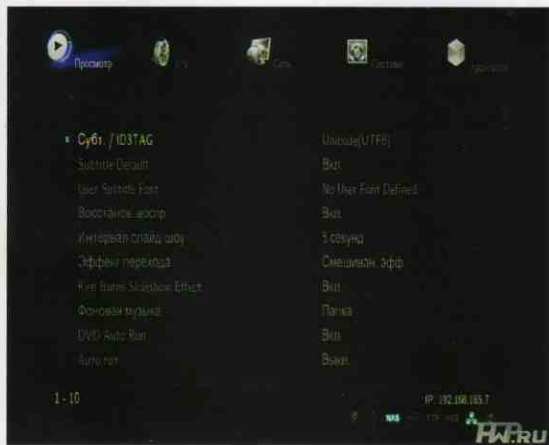 Просмотр
A/V
Сеть
Система
Субт. / ID3TAG Unicode(UTF8)
Subtitle Default Вкл.
User Subtitle Font No User Font Defined
Восстанов. воспр. Вкл.
Интервал слайд шоу 5 секунд
Эффект перехода Смешиван. эфф.
Ken Burns Slideshow Effect Вкл.
Фоновая музыка Папка
DVD Auto Run Вкл.
Auto run Выкл.
1 - 10
IP: 192.168.165.7
NAS FTP
.RU